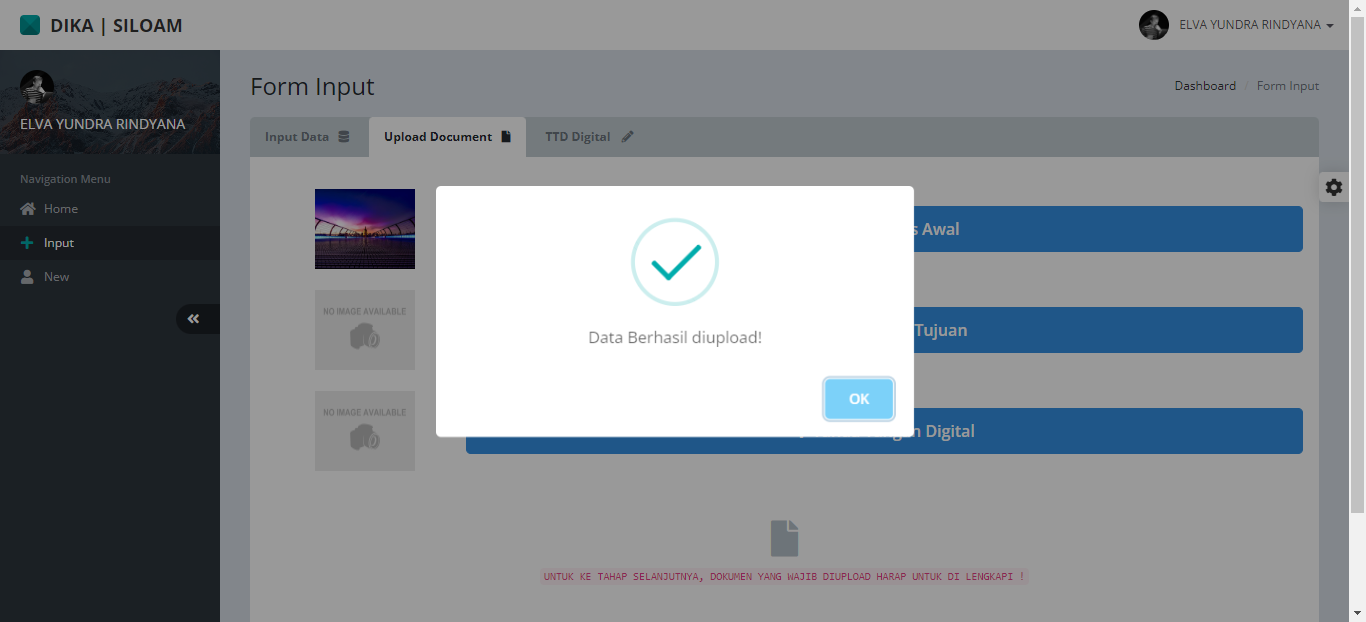 DIKA | SILOAM
ELVA YUNDRA RINDYANA
ELVA YUNDRA RINDYANA
Navigation Menu
Home
Input
New
Form Input
Dashboard / Form Input
Input Data
Upload Document
TTD Digital
Awal
NO IMAGE AVAILABLE
Tujuan
NO IMAGE AVAILABLE
Digital
Data Berhasil diupload!
OK
UNTUK KE TAHAP SELANJUTNYA, DOKUMEN YANG WAJIB DIUPLOAD HARAP UNTUK DI LENGKAPI !